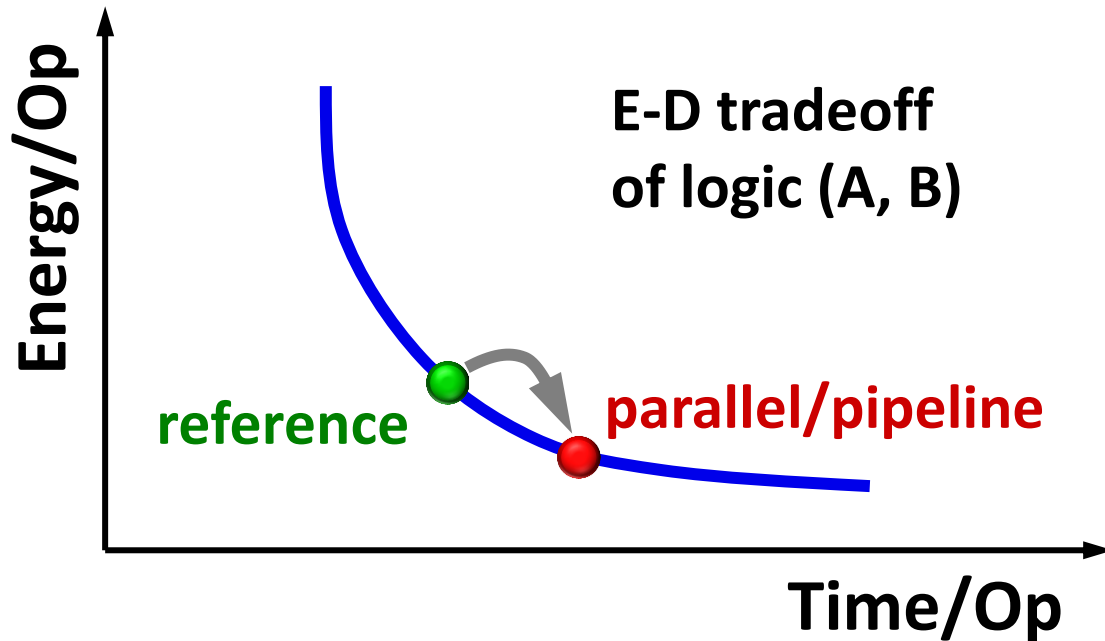 Energy/Op
E-D tradeoff
of logic (A, B)
reference
parallel/pipeline
Time/Op